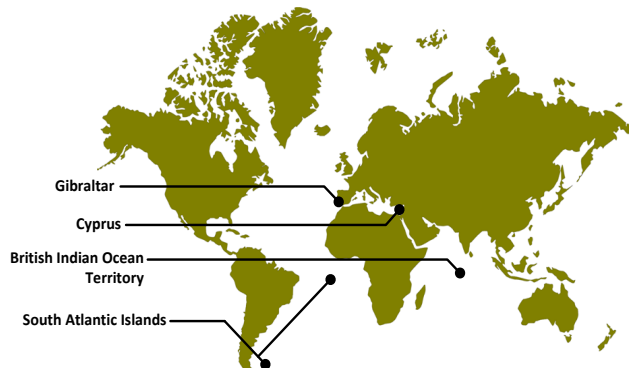 Gibraltar
Cyprus
British Indian Ocean
Territory
South Atlantic Islands